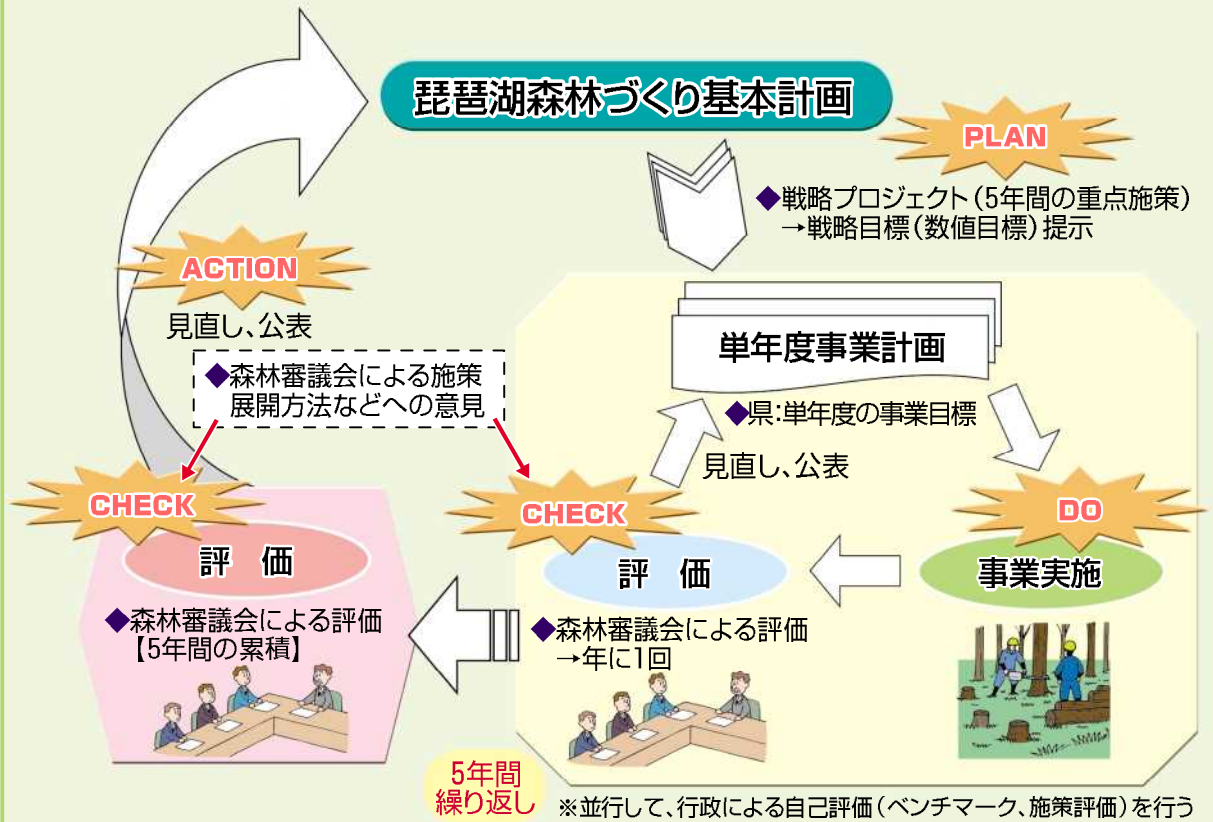 琵琶湖森林づくり基本計画
PLAN
◆戦略プロジェクト(5年間の重点施策)
→戦略目標(数値目標)提示
ACTION
見直し、公表
◆森林審議会による施策
展開方法などへの意見
単年度事業計画
◆県:単年度の事業目標
見直し、公表
CHECK
評 価
◆森林審議会による評価
【5年間の累積】
CHECK
評 価
◆森林審議会による評価
→年に1回
DO
事業実施
5年間
繰り返し
※並行して、行政による自己評価(ベンチマーク、施策評価)を行う